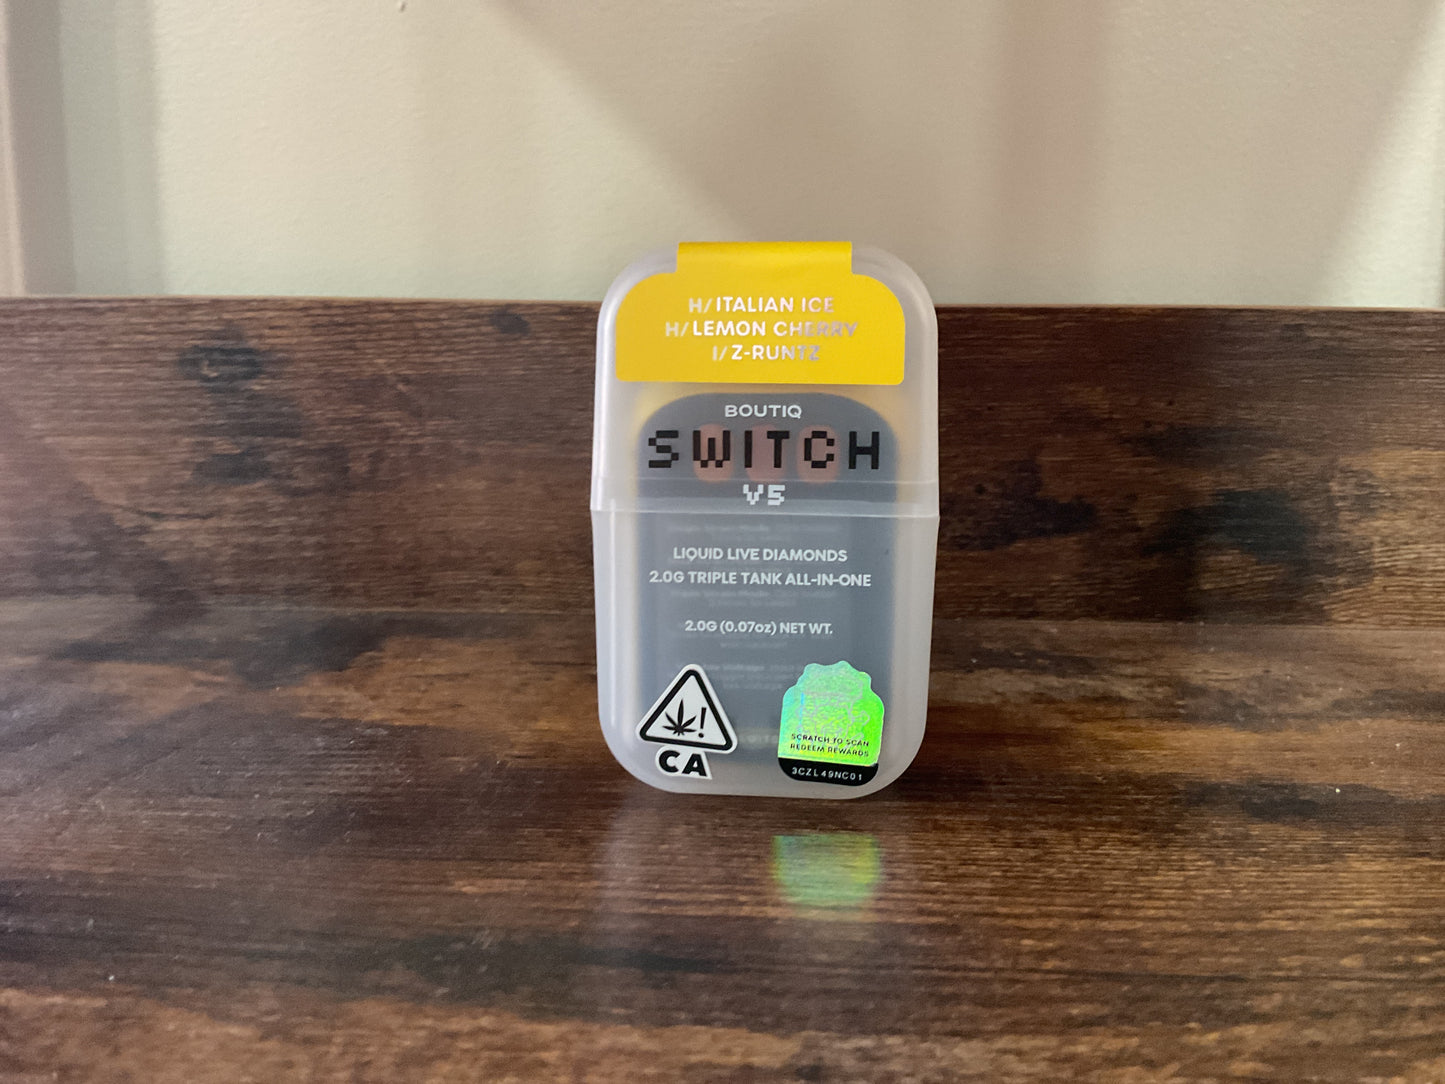 H/ITALIAN ICE
H/LEMON CHERRY
I/Z-RUNTZ
BOUTIQ
SWITCH
V5
LIQUID LIVE DIAMONDS
2.0G TRIPLE TANK ALL-IN-ONE
2.0G (0.07oz) NET WT.
!
CA
SCRATCH TO SCAN
REDEEM REWARDS
3CZL49NC01